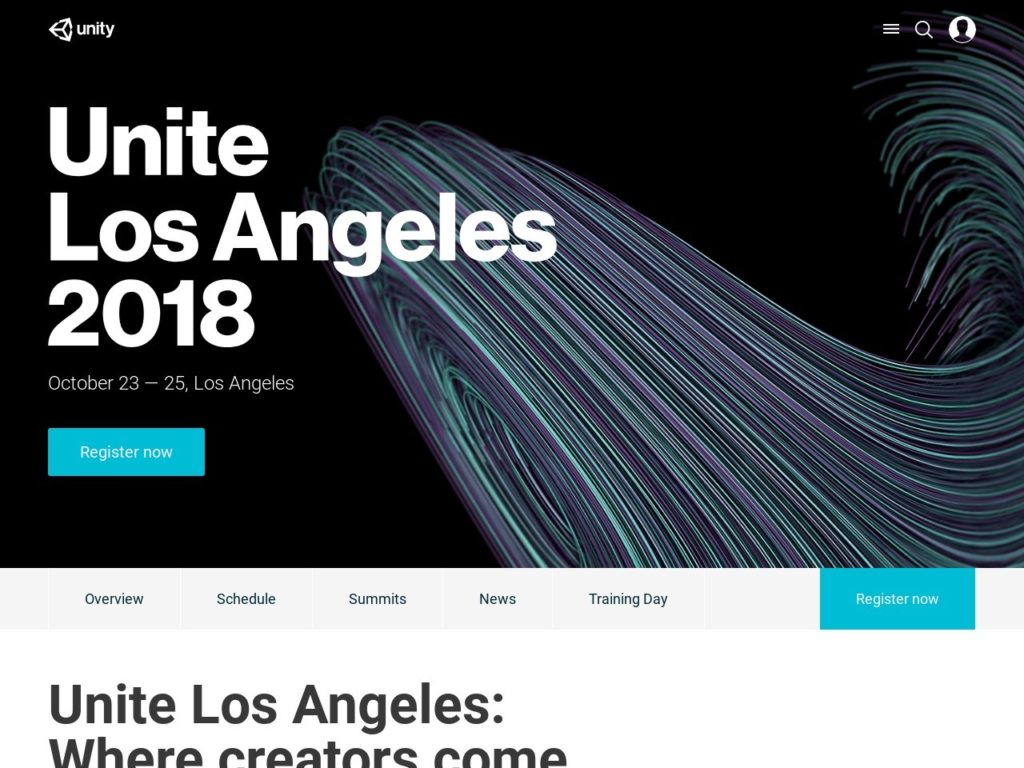 unity
Unite
Los Angeles
2018
October 23 — 25, Los Angeles
Register now
Overview Schedule Summits News Training Day Register now
Unite Los Angeles:
Where creators come